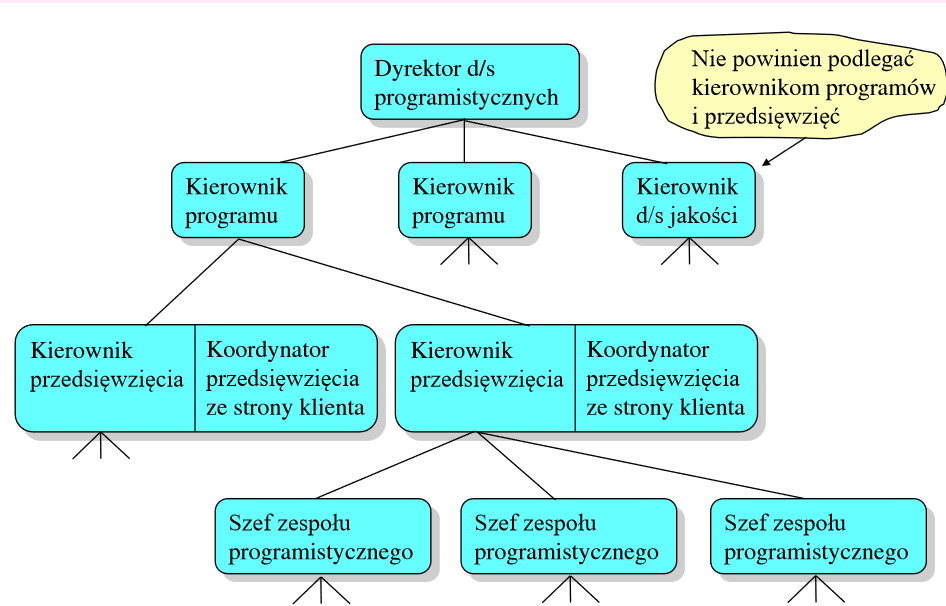 Dyrektor d/s
programistycznych
Nie powinien podlegać
kierownikom programów
i przedsięwzięć
Kierownik
programu
Kierownik
programu
Kierownik
d/s jakości
Kierownik
przedsięwzięcia
Koordynator
przedsięwzięcia
ze strony klienta
Kierownik
przedsięwzięcia
Koordynator
przedsięwzięcia
ze strony klienta
Szef zespołu
programistycznego
Szef zespołu
programistycznego
Szef zespołu
programistycznego